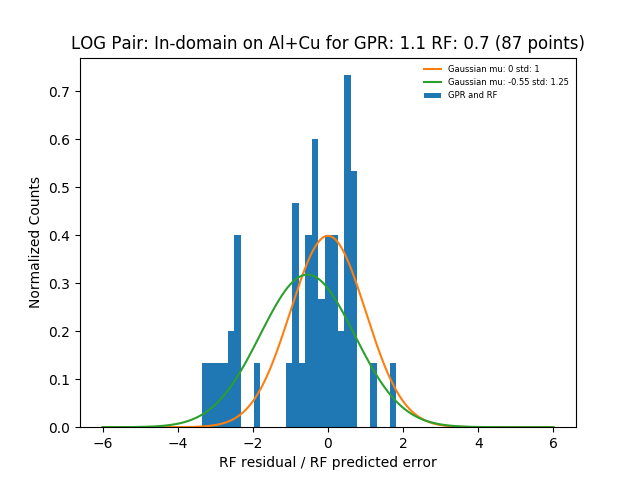 LOG Pair: In-domain on Al+Cu for GPR: 1.1 RF: 0.7 (87 points)
Gaussian mu: 0 std: 1
Gaussian mu: -0.55 std: 1.25
GPR and RF
Normalized Counts
0.7
0.6
0.5
0.4
0.3
0.2
0.1
0.0
−6 −4 −2 0 2 4 6
RF residual / RF predicted error